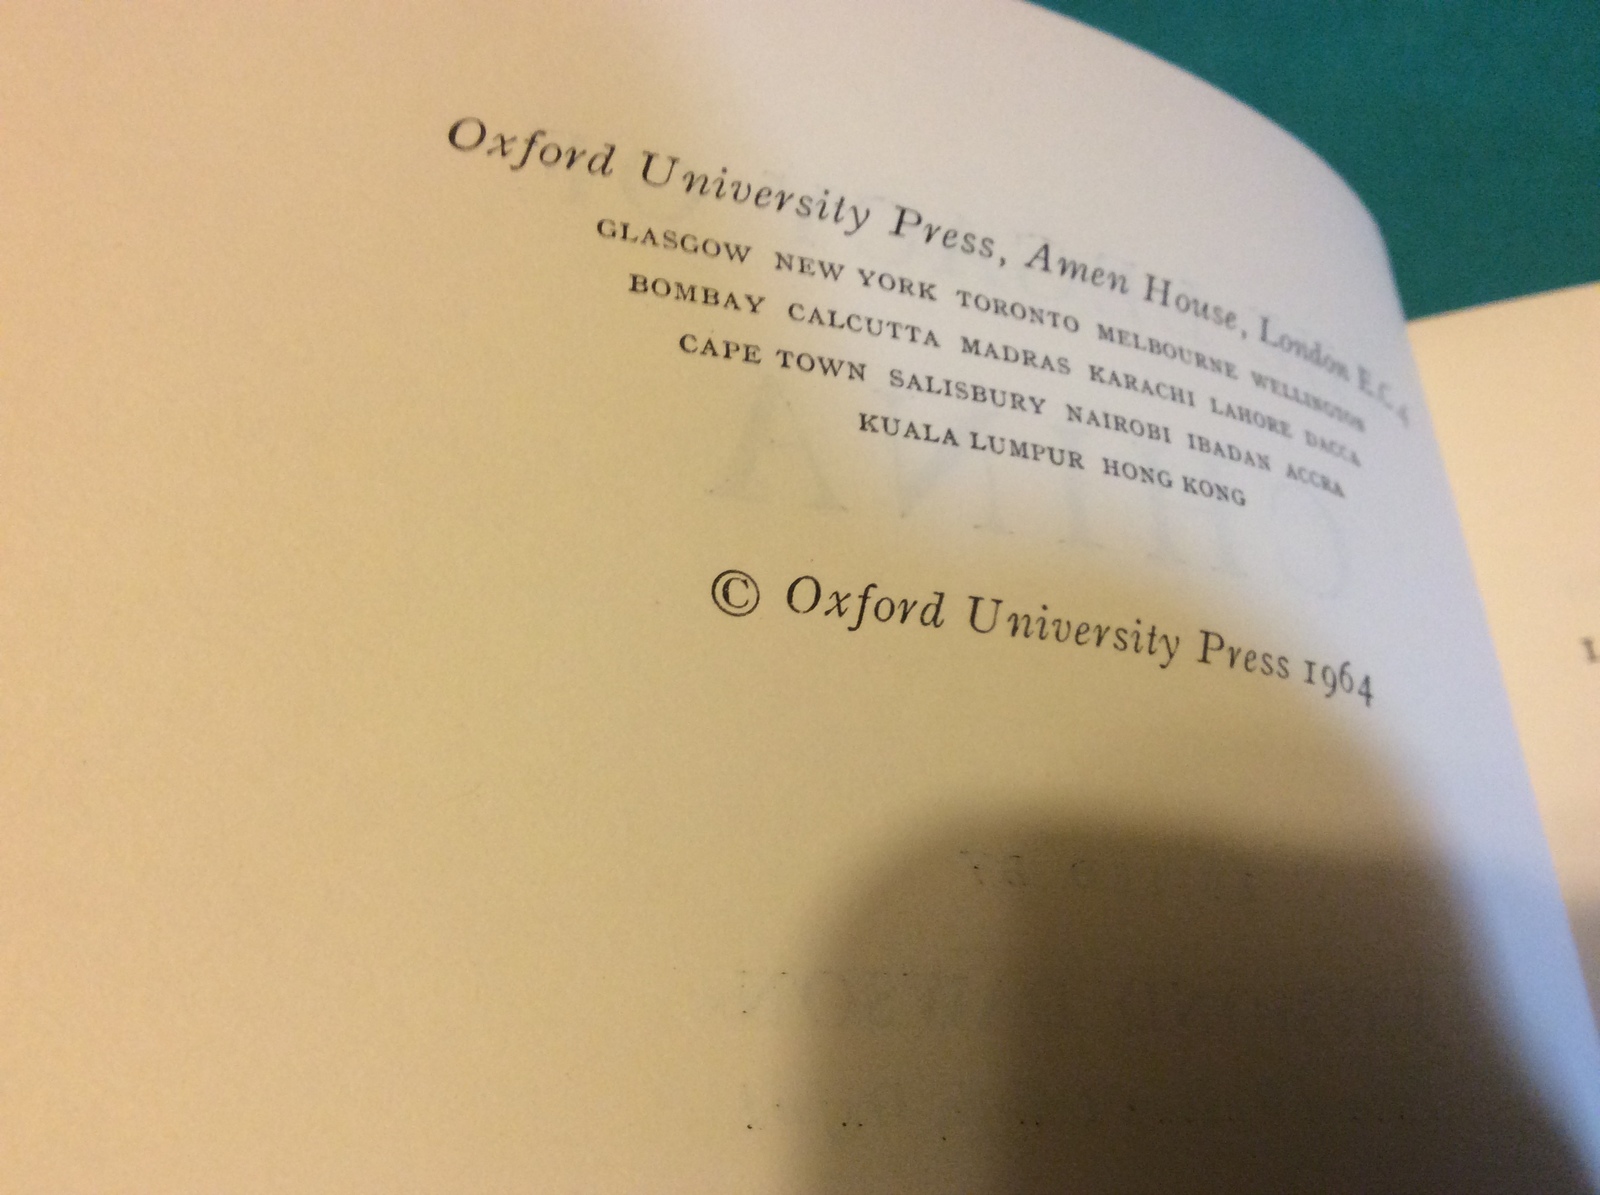 Oxford University Press, Amen House, London E.C. 4
GLASGOW NEW YORK TORONTO MELBOURNE WELLINGTON
BOMBAY CALCUTTA MADRAS KARACHI LAHORE DACCA
CAPE TOWN SALISBURY NAIROBI IBADAN ACCRA
KUALA LUMPUR HONG KONG
© Oxford University Press 1964